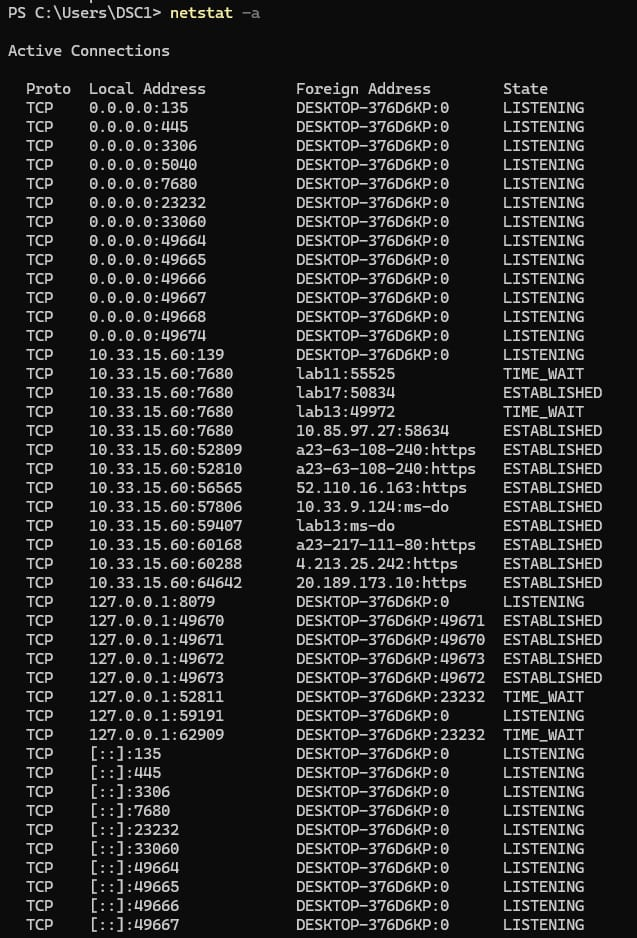 PS C:\Users\DSC1> netstat -a
Active Connections
Proto Local Address Foreign Address State
TCP 0.0.0.0:135 DESKTOP-376D6KP:0 LISTENING
TCP 0.0.0.0:445 DESKTOP-376D6KP:0 LISTENING
TCP 0.0.0.0:3306 DESKTOP-376D6KP:0 LISTENING
TCP 0.0.0.0:5040 DESKTOP-376D6KP:0 LISTENING
TCP 0.0.0.0:7680 DESKTOP-376D6KP:0 LISTENING
TCP 0.0.0.0:23232 DESKTOP-376D6KP:0 LISTENING
TCP 0.0.0.0:33060 DESKTOP-376D6KP:0 LISTENING
TCP 0.0.0.0:49664 DESKTOP-376D6KP:0 LISTENING
TCP 0.0.0.0:49665 DESKTOP-376D6KP:0 LISTENING
TCP 0.0.0.0:49666 DESKTOP-376D6KP:0 LISTENING
TCP 0.0.0.0:49667 DESKTOP-376D6KP:0 LISTENING
TCP 0.0.0.0:49668 DESKTOP-376D6KP:0 LISTENING
TCP 0.0.0.0:49674 DESKTOP-376D6KP:0 LISTENING
TCP 10.33.15.60:139 DESKTOP-376D6KP:0 LISTENING
TCP 10.33.15.60:7680 lab11:55525 TIME_WAIT
TCP 10.33.15.60:7680 lab17:50834 ESTABLISHED
TCP 10.33.15.60:7680 lab13:49972 TIME_WAIT
TCP 10.33.15.60:7680 10.85.97.27:58634 ESTABLISHED
TCP 10.33.15.60:52809 a23-63-108-240:https ESTABLISHED
TCP 10.33.15.60:52810 a23-63-108-240:https ESTABLISHED
TCP 10.33.15.60:56565 52.110.16.163:https ESTABLISHED
TCP 10.33.15.60:57806 10.33.9.124:ms-do ESTABLISHED
TCP 10.33.15.60:59407 lab13:ms-do ESTABLISHED
TCP 10.33.15.60:60168 a23-217-111-80:https ESTABLISHED
TCP 10.33.15.60:60288 4.213.25.242:https ESTABLISHED
TCP 10.33.15.60:64642 20.189.173.10:https ESTABLISHED
TCP 127.0.0.1:8079 DESKTOP-376D6KP:0 LISTENING
TCP 127.0.0.1:49670 DESKTOP-376D6KP:49671 ESTABLISHED
TCP 127.0.0.1:49671 DESKTOP-376D6KP:49670 ESTABLISHED
TCP 127.0.0.1:49672 DESKTOP-376D6KP:49673 ESTABLISHED
TCP 127.0.0.1:49673 DESKTOP-376D6KP:49672 ESTABLISHED
TCP 127.0.0.1:52811 DESKTOP-376D6KP:23232 TIME_WAIT
TCP 127.0.0.1:59191 DESKTOP-376D6KP:0 LISTENING
TCP 127.0.0.1:62909 DESKTOP-376D6KP:23232 TIME_WAIT
TCP [::]:135 DESKTOP-376D6KP:0 LISTENING
TCP [::]:445 DESKTOP-376D6KP:0 LISTENING
TCP [::]:3306 DESKTOP-376D6KP:0 LISTENING
TCP [::]:7680 DESKTOP-376D6KP:0 LISTENING
TCP [::]:23232 DESKTOP-376D6KP:0 LISTENING
TCP [::]:33060 DESKTOP-376D6KP:0 LISTENING
TCP [::]:49664 DESKTOP-376D6KP:0 LISTENING
TCP [::]:49665 DESKTOP-376D6KP:0 LISTENING
TCP [::]:49666 DESKTOP-376D6KP:0 LISTENING
TCP [::]:49667 DESKTOP-376D6KP:0 LISTENING